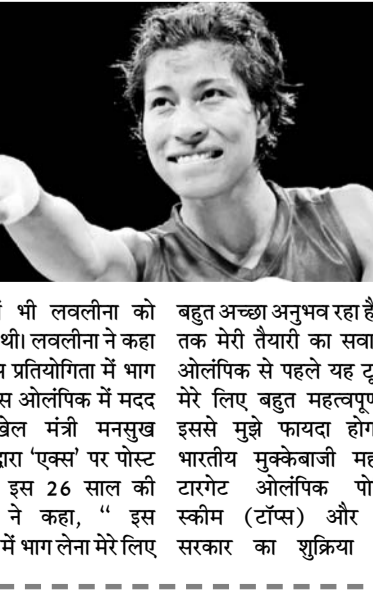 भी लवलीना को
थी। लवलीना ने कहा
प्रतियोगिता में भाग
ओलंपिक में मदद
खेल मंत्री मनसुख
द्वारा ‘एक्स’ पर पोस्ट
इस 26 साल की
ने कहा, “ इस
में भाग लेना मेरे लिए
बहुत अच्छा अनुभव रहा है
तक मेरी तैयारी का सवा
ओलंपिक से पहले यह टू
मेरे लिए बहुत महत्वपूण
इससे मुझे फायदा होग
भारतीय मुक्केबाजी मह
टारगेट ओलंपिक पो
स्कीम (टॉप्स) और
सरकार का शुक्रिया